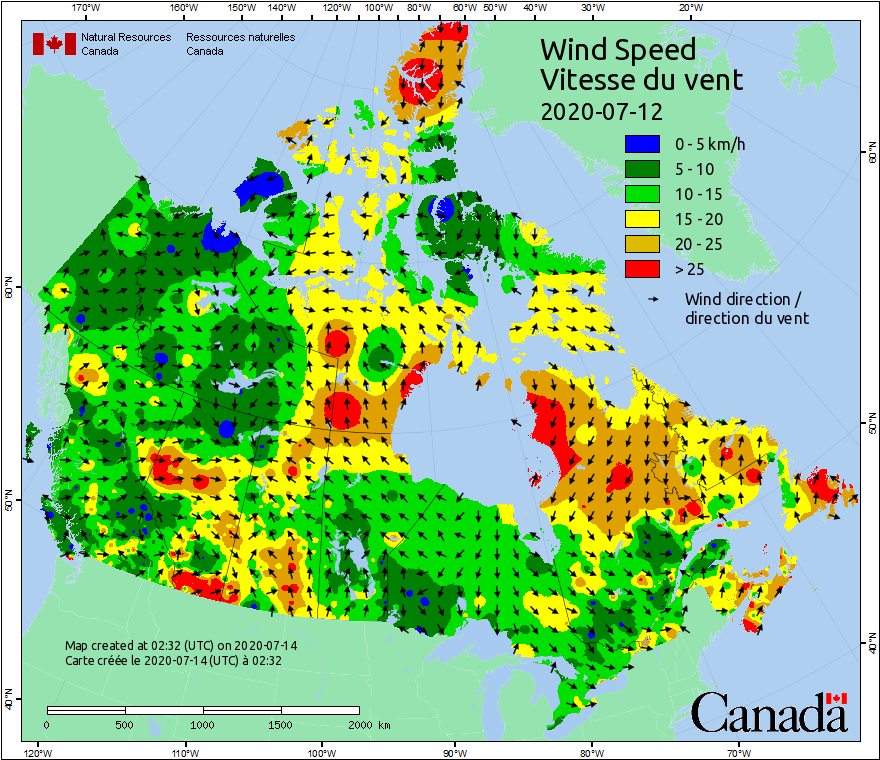 170°W 160°W 150°W 140°W 120°W 100°W 80°W 60°W 50°W 40°W 30°W 20°W
Natural Resources Ressources naturelles
Canada Canada
Wind Speed
Vitesse du vent
2020-07-12
0 - 5 km/h
5 - 10
10 - 15
15 - 20
20 - 25
> 25
Wind direction /
direction du vent
60°N
50°N
40°N
60°N
50°N
40°N
Map created at 02:32 (UTC) on 2020-07-14
Carte créée le 2020-07-14 (UTC) à 02:32
0 500 1000 1500 2000 km
Canada
120°W 110°W 100°W 90°W 80°W 70°W